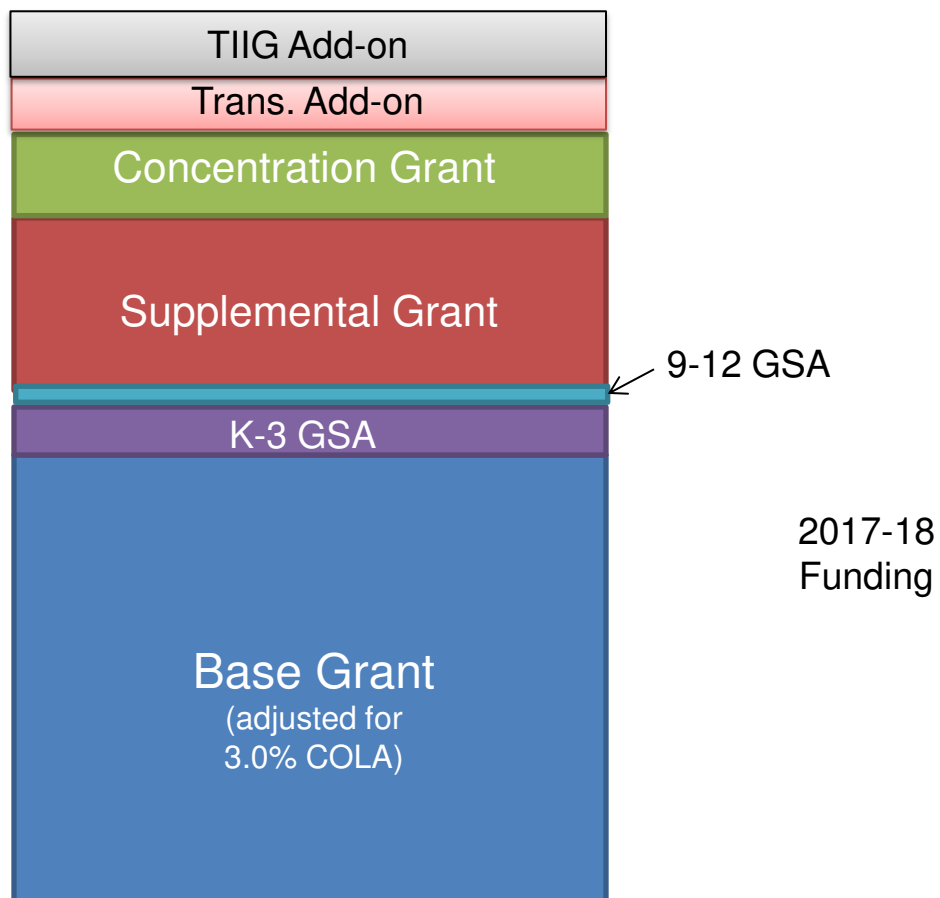 TIIG Add-on
Trans. Add-on
Concentration Grant
Supplemental Grant
9-12 GSA
K-3 GSA
2017-18
Funding
Base Grant
(adjusted for
3.0% COLA)